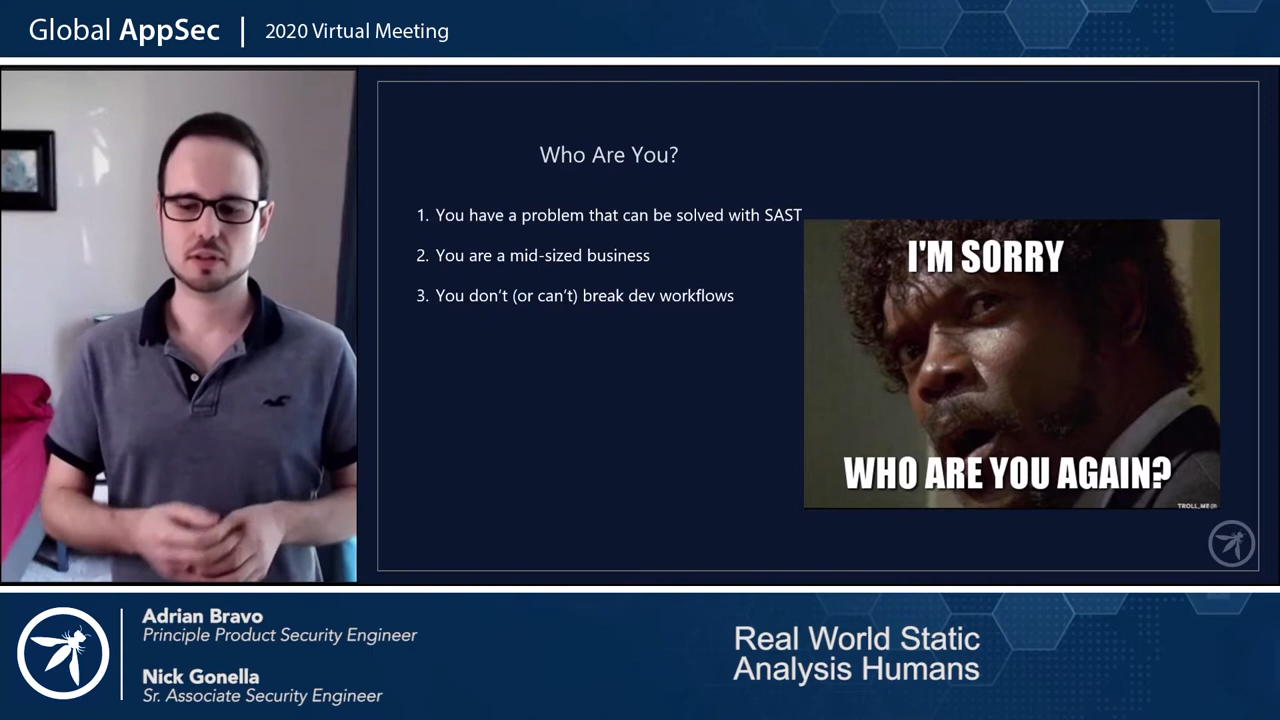 Global AppSec | 2020 Virtual Meeting
Who Are You?
1. You have a problem that can be solved with SAST
2. You are a mid-sized business
3. You don't (or can't) break dev workflows
I'M SORRY
WHO ARE YOU AGAIN?
Adrian Bravo
Principle Product Security Engineer
Nick Gonella
Sr. Associate Security Engineer
Real World Static
Analysis Humans